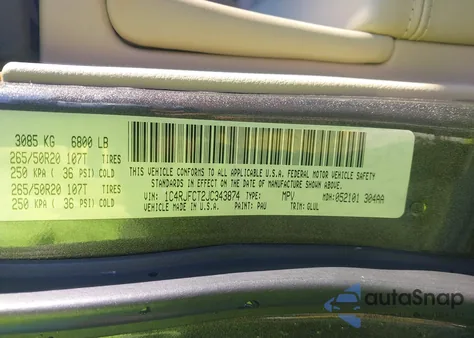 3085 KG 6800 LB
265/50R20 107T TIRES
250 KPA ( 36 PSI ) COLD
265/50R20 107T TIRES
250 KPA ( 36 PSI ) COLD
THIS VEHICLE CONFORMS TO ALL APPLICABLE U.S.A. FEDERAL MOTOR VEHICLE SAFETY
STANDARDS IN EFFECT ON THE DATE OF MANUFACTURE SHOWN ABOVE.
VIN: 1C4RJFCT2JC343874 TYPE: MPV MDH:052101 304AA
VEHICLE MADE IN U.S.A. PAINT: PAU TRIM: GLUL
autoSnap